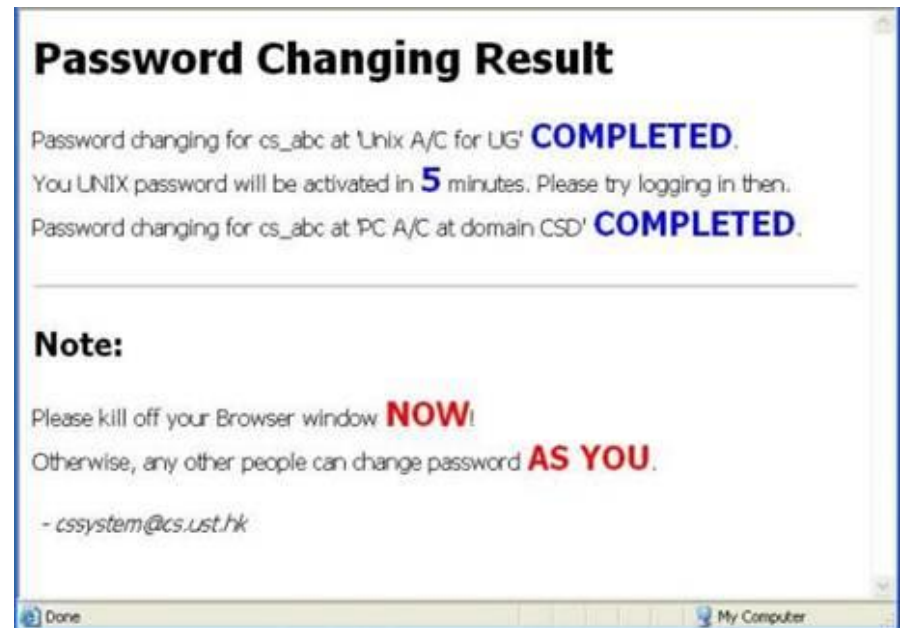 Password Changing Result
Password changing for cs_abc at 'Unix A/C for UG' COMPLETED.
You UNIX password will be activated in 5 minutes. Please try logging in then.
Password changing for cs_abc at 'PC A/C at domain CSD' COMPLETED.
Note:
Please kill off your Browser window NOW!
Otherwise, any other people can change password AS YOU.
- cssystem@cs.ust.hk
Done My Computer